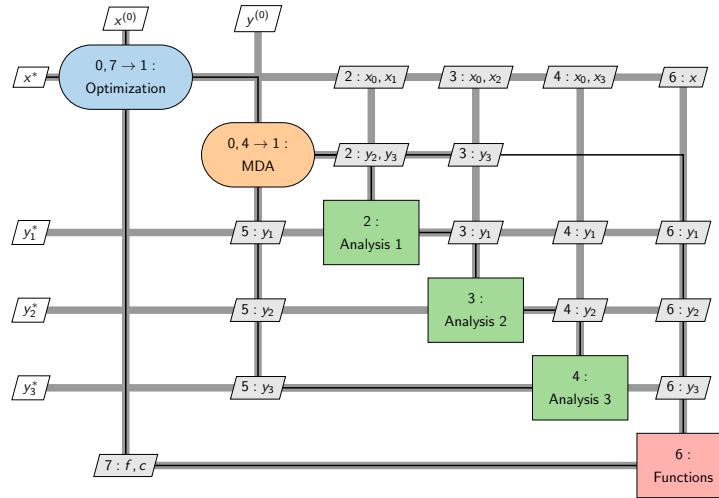 x^{(0)} y^{(0)}
x^* 0, 7 → 1 : 2 : x_0, x_1 3 : x_0, x_2 4 : x_0, x_3 6 : x
Optimization
0, 4 → 1 : 2 : y_2, y_3 3 : y_3
MDA
y_1^* 5 : y_1 2 : 3 : y_1 4 : y_1 6 : y_1
Analysis 1
y_2^* 5 : y_2 3 : 4 : y_2 6 : y_2
Analysis 2
y_3^* 5 : y_3 4 : 6 : y_3
Analysis 3
7 : f, c 6 :
Functions